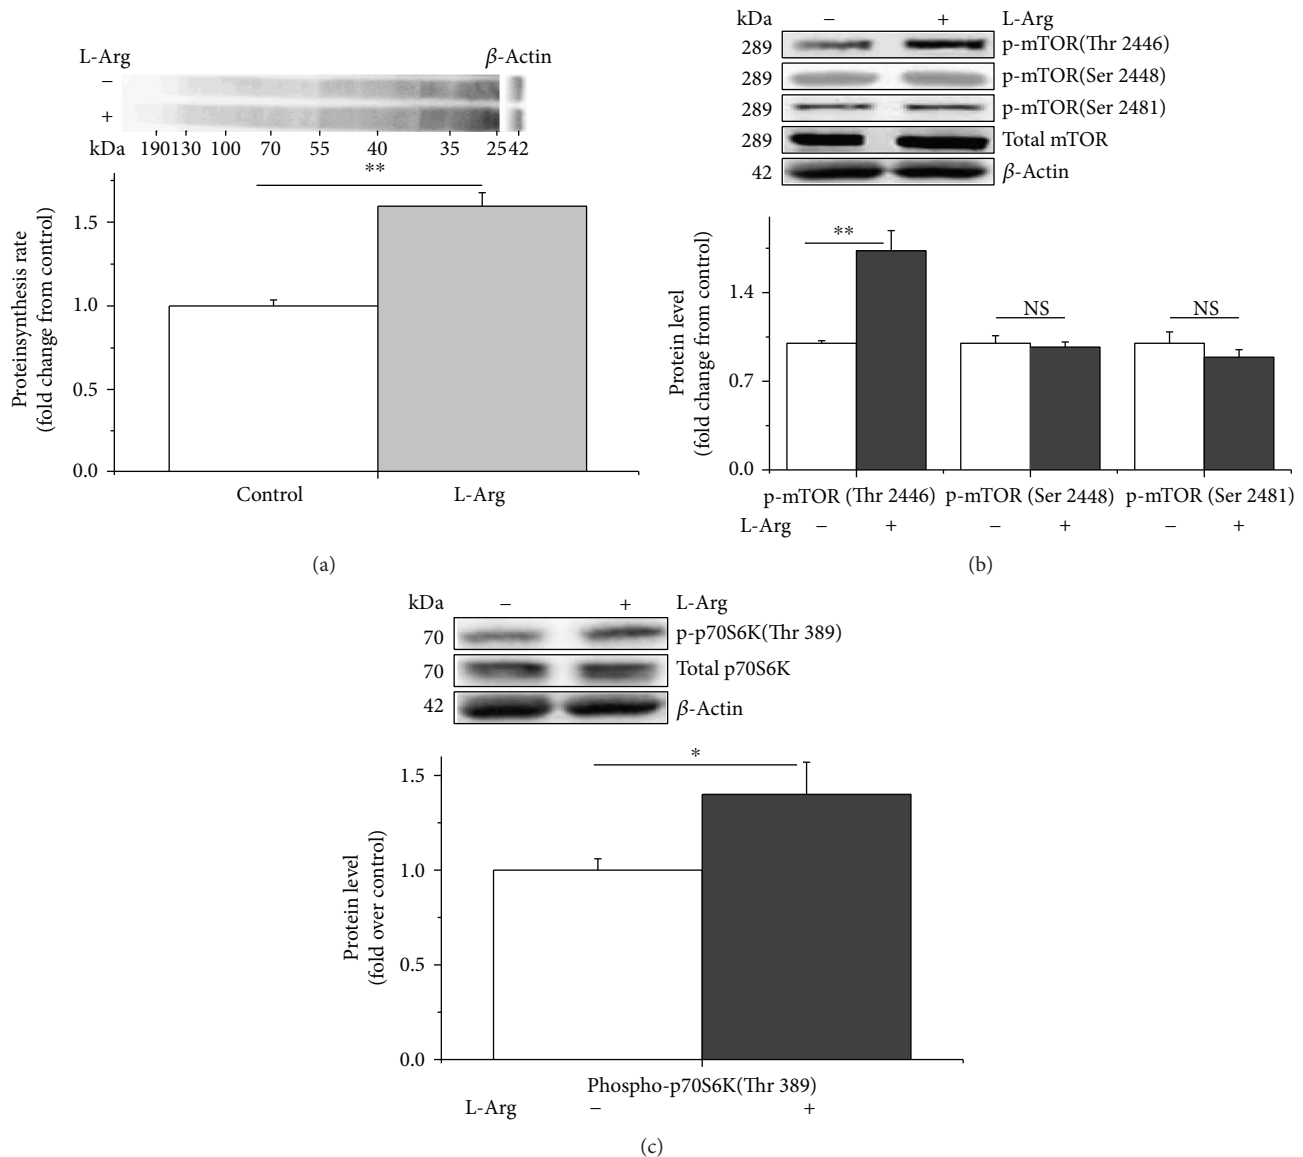 L-Arg
β-Actin
−
+
kDa 190 130 100 70 55 40 35 25 42
**
1.5
1.0
0.5
0.0
Proteinsynthesis rate
(fold change from control)
Control L-Arg
(a)
kDa − + L-Arg
289 p-mTOR(Thr 2446)
289 p-mTOR(Ser 2448)
289 p-mTOR(Ser 2481)
289 Total mTOR
42 β-Actin
**
NS
NS
1.4
0.7
0.0
Protein level
(fold change from control)
p-mTOR (Thr 2446) p-mTOR (Ser 2448) p-mTOR (Ser 2481)
L-Arg − + − + − +
(b)
kDa − + L-Arg
70 p-p70S6K(Thr 389)
70 Total p70S6K
42 β-Actin
*
1.5
1.0
0.5
0.0
Protein level
(fold over control)
Phospho-p70S6K(Thr 389)
L-Arg − +
(c)